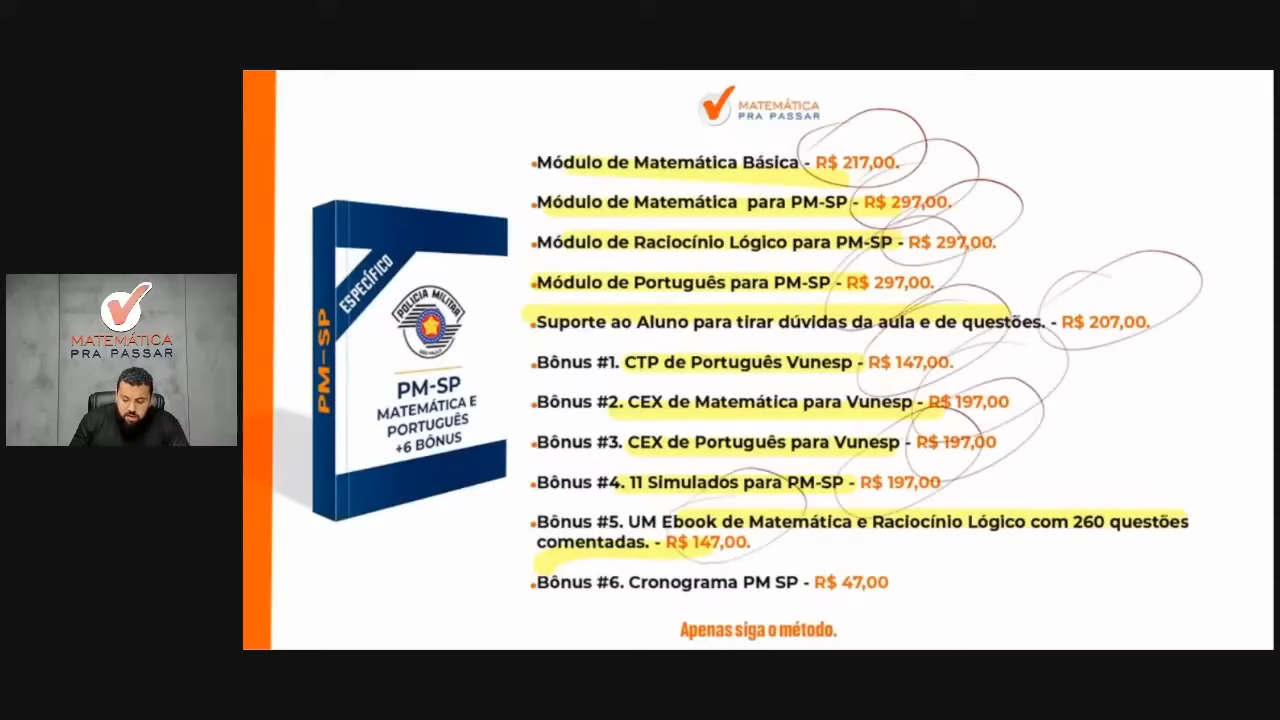 MATEMÁTICA
PRA PASSAR
•Módulo de Matemática Básica - R$ 217,00.
•Módulo de Matemática para PM-SP - R$ 297,00.
•Módulo de Raciocínio Lógico para PM-SP - R$ 297,00.
•Módulo de Português para PM-SP - R$ 297,00.
•Suporte ao Aluno para tirar dúvidas da aula e de questões. - R$ 207,00.
•Bônus #1. CTP de Português Vunesp - R$ 147,00.
•Bônus #2. CEX de Matemática para Vunesp - R$ 197,00
•Bônus #3. CEX de Português para Vunesp - R$ 197,00
•Bônus #4. 11 Simulados para PM-SP - R$ 197,00
•Bônus #5. UM Ebook de Matemática e Raciocínio Lógico com 260 questões
comentadas. - R$ 147,00.
•Bônus #6. Cronograma PM SP - R$ 47,00
Apenas siga o método.
PM-SP
ESPECÍFICO
POLÍCIA MILITAR
SÃO PAULO
PM-SP
MATEMÁTICA E
PORTUGUÊS
+6 BÔNUS
MATEMÁTICA
PRA PASSAR